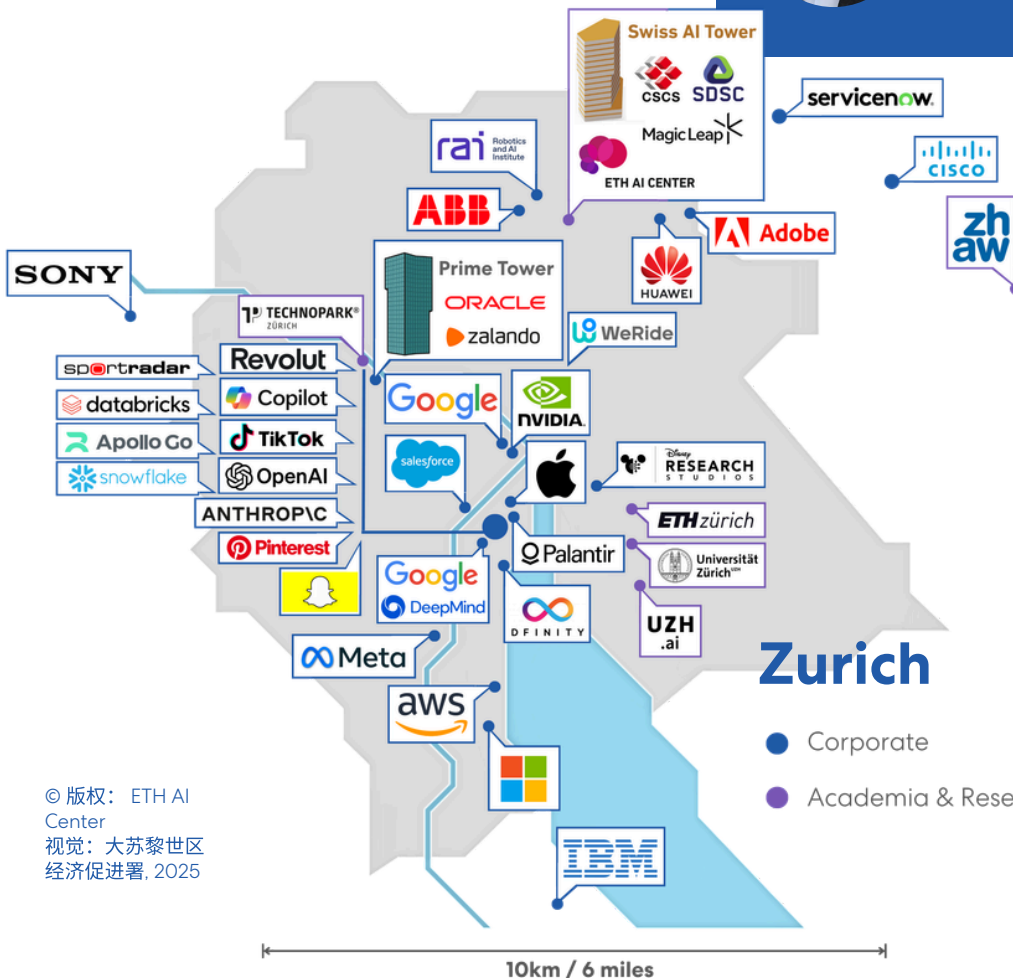 Swiss AI Tower
CSCS
SDSC
Magic Leap
ETH AI CENTER
servicenow.
CISCO
zh
aw
rai Robotics
and AI
Institute
ABB
Adobe
HUAWEI
SONY
Prime Tower
ORACLE
zalando
TECHNOPARK®
ZÜRICH
WeRide
sportradar
Revolut
databricks
Copilot
Google
NVIDIA.
Apollo Go
TikTok
salesforce
Disney
RESEARCH
STUDIOS
snowflake
OpenAI
ANTHROP\C
ETH zürich
Pinterest
Palantir
Universität
Zürich UZH
Google
DeepMind
DFINITY
UZH
.ai
Meta
Zurich
aws
Corporate
Academia & Rese
© 版权： ETH AI
Center
视觉：大苏黎世区
经济促进署, 2025
IBM
10km / 6 miles